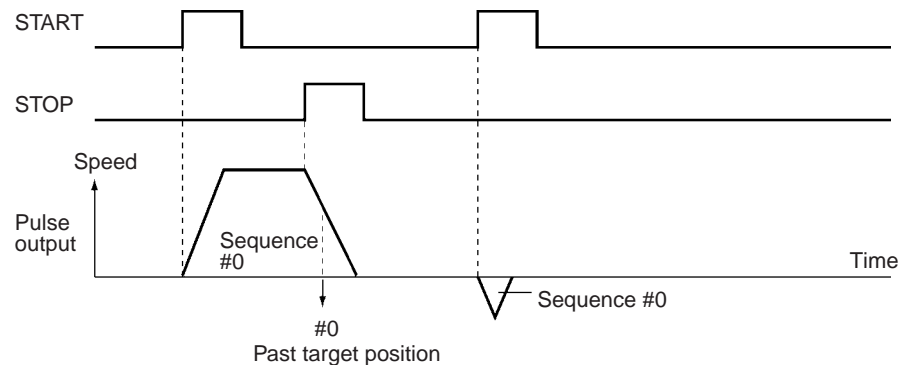 START
STOP
Speed
Pulse
output
Sequence
#0
Time
Sequence #0
#0
Past target position